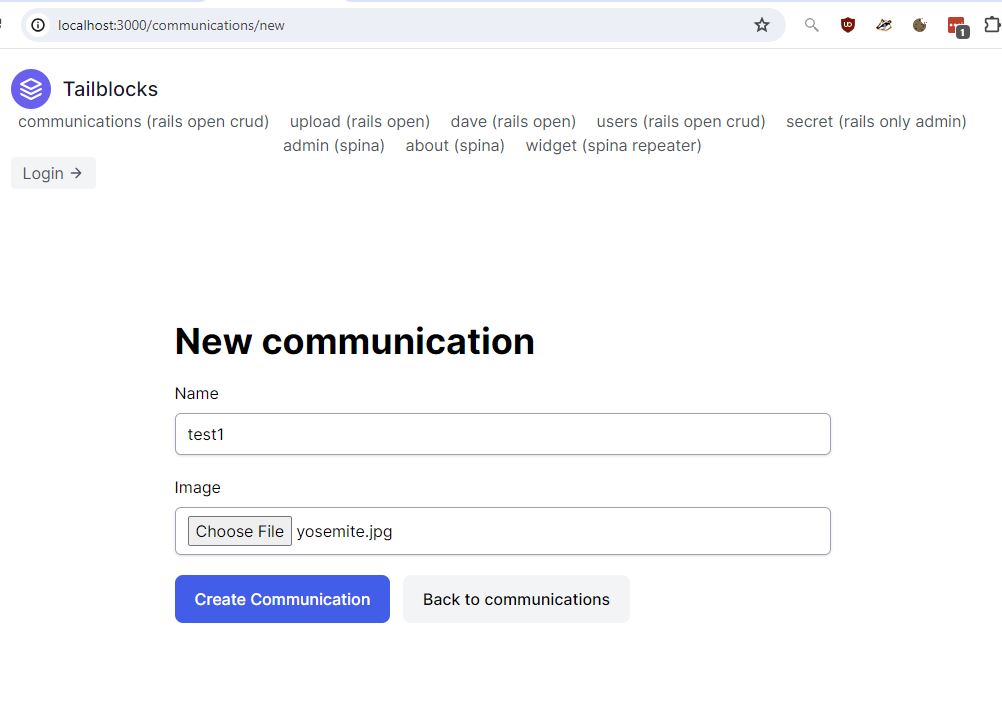 localhost:3000/communications/new
UD
1
Tailblocks
communications (rails open crud) upload (rails open) dave (rails open) users (rails open crud) secret (rails only admin)
admin (spina) about (spina) widget (spina repeater)
Login →
New communication
Name
test1
Image
Choose File yosemite.jpg
Create Communication Back to communications